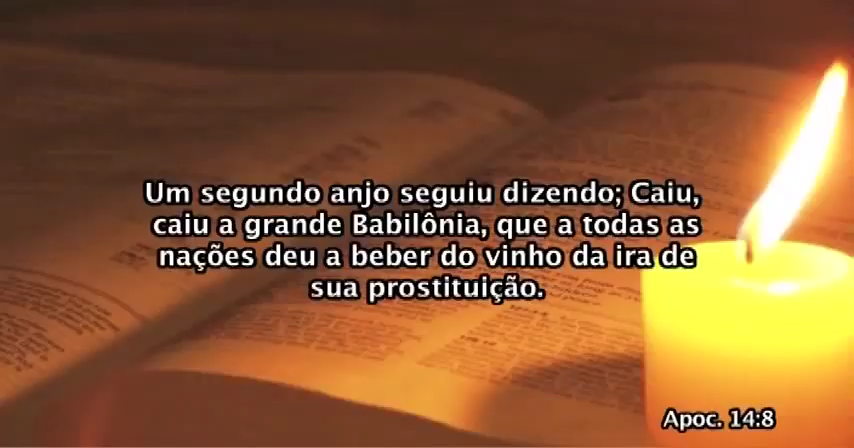 Um segundo anjo seguiu dizendo; Caiu,
caiu a grande Babilônia, que a todas as
nações deu a beber do vinho da ira de
sua prostituição.
Apoc. 14:8